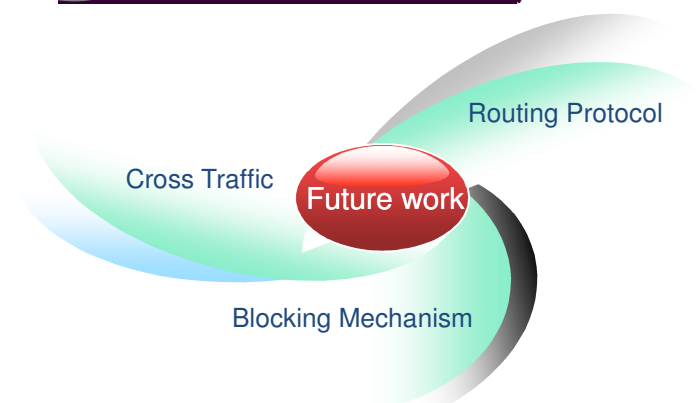 Routing Protocol
Cross Traffic
Future work
Blocking Mechanism